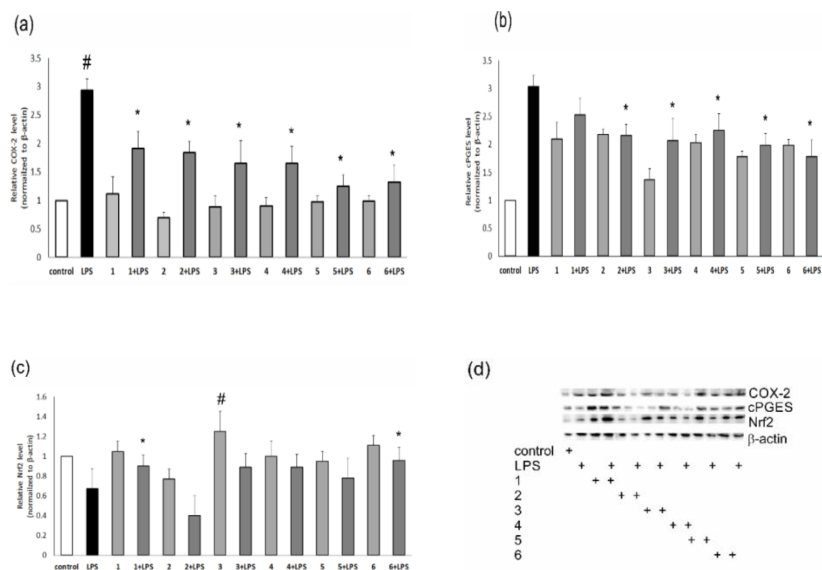 (a)
Relative COX-2 level
(normailzed to β-actin)
3.5
3
2.5
2
1.5
1
0.5
0
#
*
*
*
*
*
*
control LPS 1 1+LPS 2 2+LPS 3 3+LPS 4 4+LPS 5 5+LPS 6 6+LPS
(b)
Relative cPGES level
(normailzed to β-actin)
3.5
3
2.5
2
1.5
1
0.5
0
*
*
*
*
*
control LPS 1 1+LPS 2 2+LPS 3 3+LPS 4 4+LPS 5 5+LPS 6 6+LPS
(c)
Relative Nrf2 level
(normailzed to β-actin)
1.6
1.4
1.2
1
0.8
0.6
0.4
0.2
0
*
#
*
control LPS 1 1+LPS 2 2+LPS 3 3+LPS 4 4+LPS 5 5+LPS 6 6+LPS
(d)
COX-2
cPGES
Nrf2
β-actin
control +
LPS + + + + + + +
1 + +
2 + +
3 + +
4 + +
5 + +
6 + +